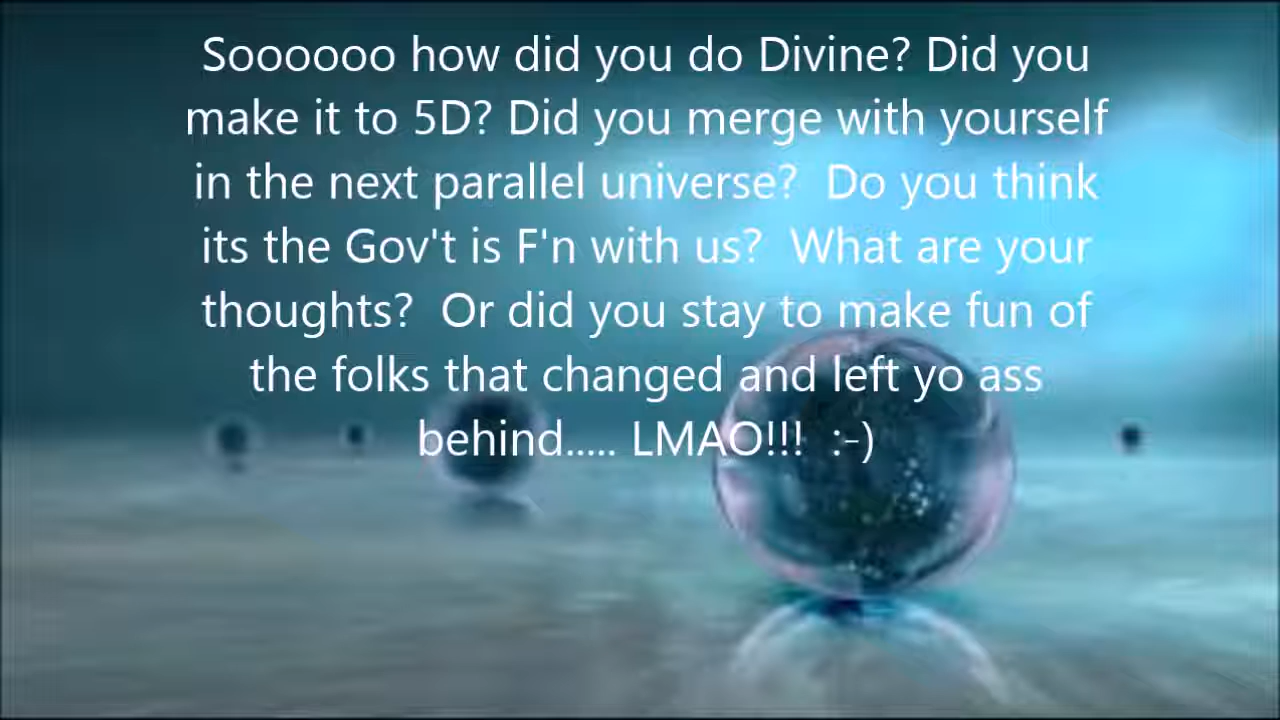 Soooooo how did you do Divine? Did you
make it to 5D? Did you merge with yourself
in the next parallel universe?  Do you think
its the Gov't is F'n with us?  What are your
thoughts?  Or did you stay to make fun of
the folks that changed and left yo ass
behind..... LMAO!!!  :-)